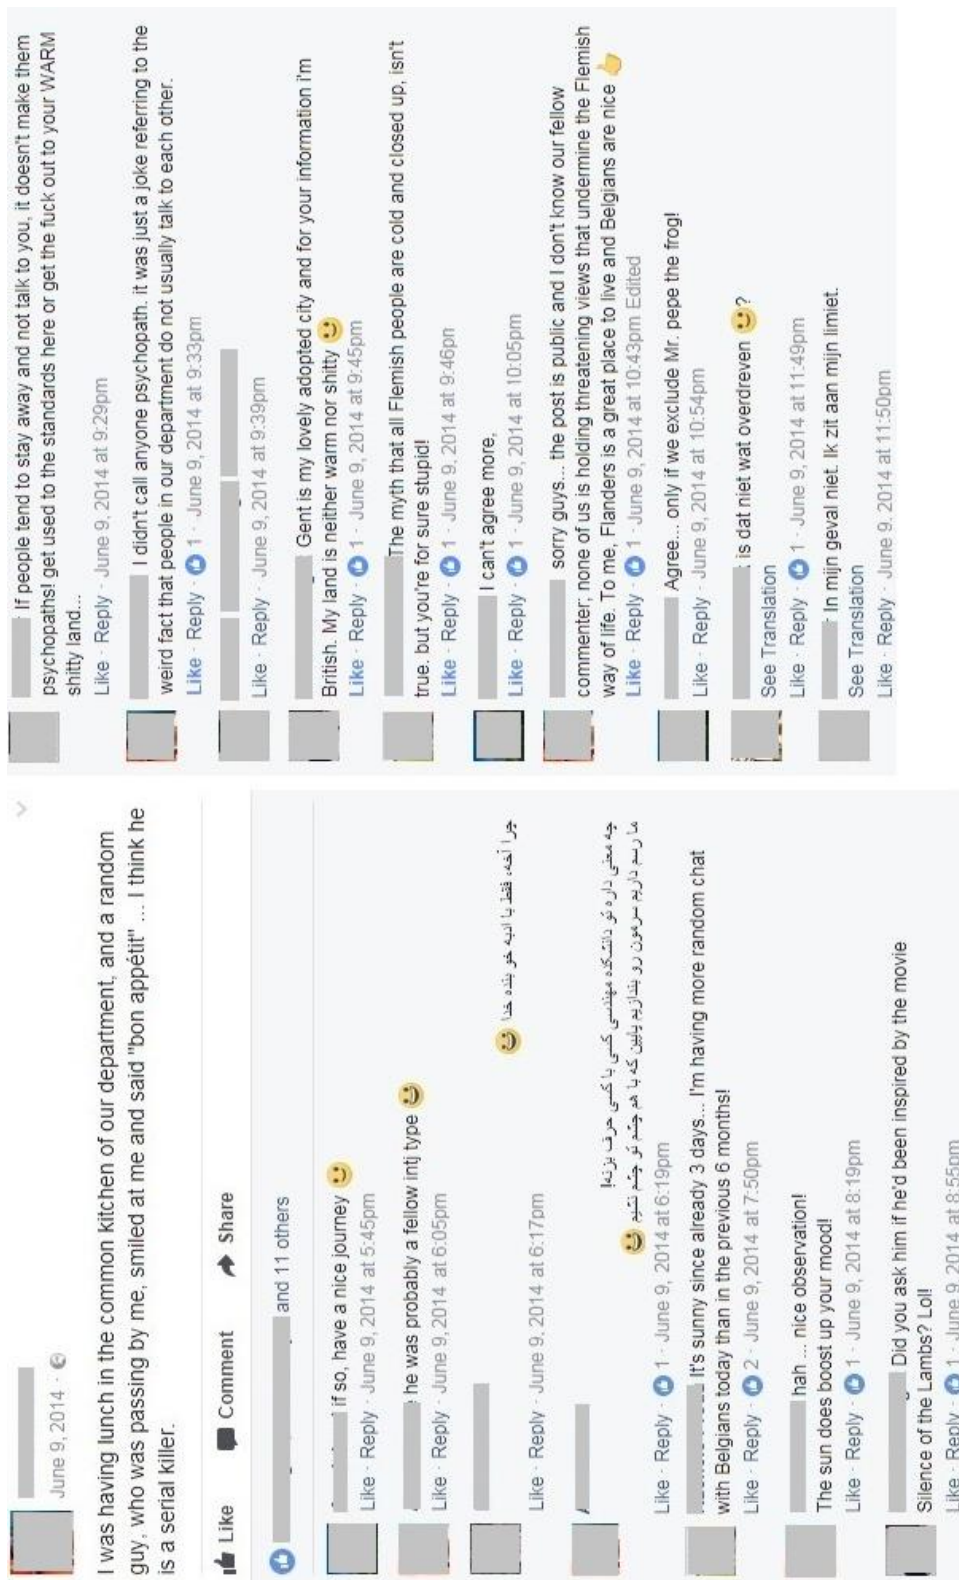 June 9, 2014 ·
I was having lunch in the common kitchen of our department, and a random
guy, who was passing by me, smiled at me and said "bon appétit" ... I think he
is a serial killer.
Like Comment Share
and 11 others
if so, have a nice journey 🙂
Like · Reply · June 9, 2014 at 5:45pm
he was probably a fellow intj type 😀
Like · Reply · June 9, 2014 at 6:05pm
چرا آخه، فقط با ادبه خو بنده خدا 😀
Like · Reply · June 9, 2014 at 6:17pm
چه معنی داره تو دانشکده مهندسی کسی با کسی حرف بزنه!
ما رسم داریم سرمون رو بندازیم پایین که با هم چشم تو چشم نشیم 😀
Like · Reply · 1 · June 9, 2014 at 6:19pm
It's sunny since already 3 days... I'm having more random chat
with Belgians today than in the previous 6 months!
Like · Reply · 2 · June 9, 2014 at 7:50pm
hah ... nice observation!
The sun does boost up your mood!
Like · Reply · 1 · June 9, 2014 at 8:19pm
Did you ask him if he'd been inspired by the movie
Silence of the Lambs? Lol!
Like · Reply · 1 · June 9, 2014 at 8:55pm
If people tend to stay away and not talk to you, it doesn't make them
psychopaths! get used to the standards here or get the fuck out to your WARM
shitty land...
Like · Reply · June 9, 2014 at 9:29pm
I didn't call anyone psychopath. it was just a joke referring to the
weird fact that people in our department do not usually talk to each other.
Like · Reply · 1 · June 9, 2014 at 9:33pm
Like · Reply · June 9, 2014 at 9:39pm
Gent is my lovely adopted city and for your information i'm
British. My land is neither warm nor shitty 🙂
Like · Reply · 1 · June 9, 2014 at 9:45pm
The myth that all Flemish people are cold and closed up, isn't
true. but you're for sure stupid!
Like · Reply · 1 · June 9, 2014 at 9:46pm
I can't agree more,
Like · Reply · 1 · June 9, 2014 at 10:05pm
sorry guys... the post is public and I don't know our fellow
commenter, none of us is holding threatening views that undermine the Flemish
way of life. To me, Flanders is a great place to live and Belgians are nice 👍
Like · Reply · 1 · June 9, 2014 at 10:43pm Edited
Agree... only if we exclude Mr. pepe the frog!
Like · Reply · June 9, 2014 at 10:54pm
is dat niet wat overdreven 🙂?
See Translation
Like · Reply · 1 · June 9, 2014 at 11:49pm
In mijn geval niet. Ik zit aan mijn limiet.
See Translation
Like · Reply · June 9, 2014 at 11:50pm